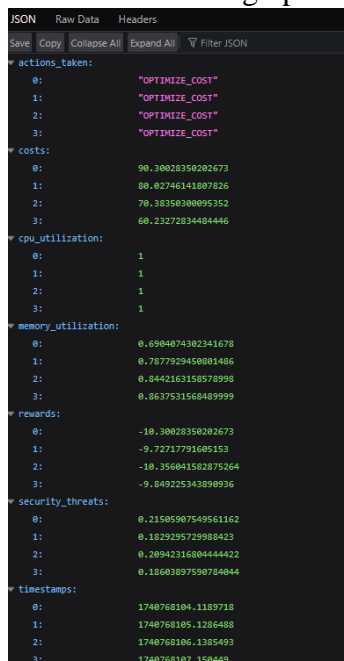 JSON Raw Data Headers
Save Copy Collapse All Expand All Filter JSON
actions_taken:
0: "OPTIMIZE_COST"
1: "OPTIMIZE_COST"
2: "OPTIMIZE_COST"
3: "OPTIMIZE_COST"
costs:
0: 90.30028350202673
1: 80.02746141807826
2: 70.38350300095352
3: 60.23272834484446
cpu_utilization:
0: 1
1: 1
2: 1
3: 1
memory_utilization:
0: 0.6904074302341678
1: 0.7877929450801486
2: 0.8442163158578998
3: 0.8637531568489999
rewards:
0: -10.30028350202673
1: -9.72717791605153
2: -10.356041582875264
3: -9.849225343890936
security_threats:
0: 0.21505907549561162
1: 0.1829295729988423
2: 0.20942316804444422
3: 0.18603897590784044
timestamps:
0: 1740768104.1189718
1: 1740768105.1286488
2: 1740768106.1385493
3: 1740768107.150449